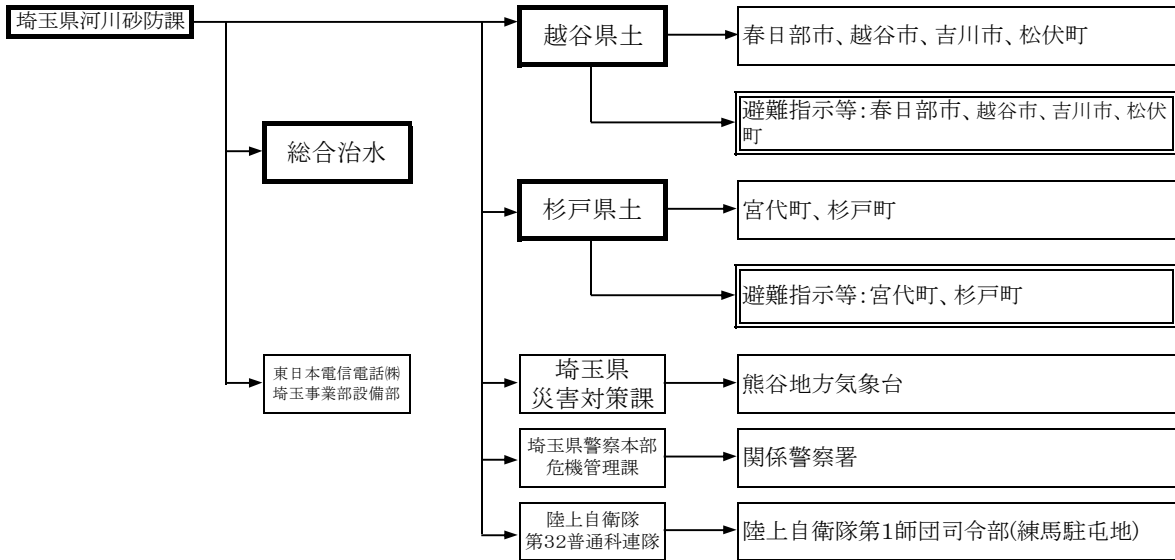 埼玉県河川砂防課
越谷県土
春日部市、越谷市、吉川市、松伏町
避難指示等:春日部市、越谷市、吉川市、松伏
町
総合治水
杉戸県土
宮代町、杉戸町
避難指示等:宮代町、杉戸町
東日本電信電話㈱
埼玉事業部設備部
埼玉県
災害対策課
熊谷地方気象台
埼玉県警察本部
危機管理課
関係警察署
陸上自衛隊
第32普通科連隊
陸上自衛隊第1師団司令部(練馬駐屯地)